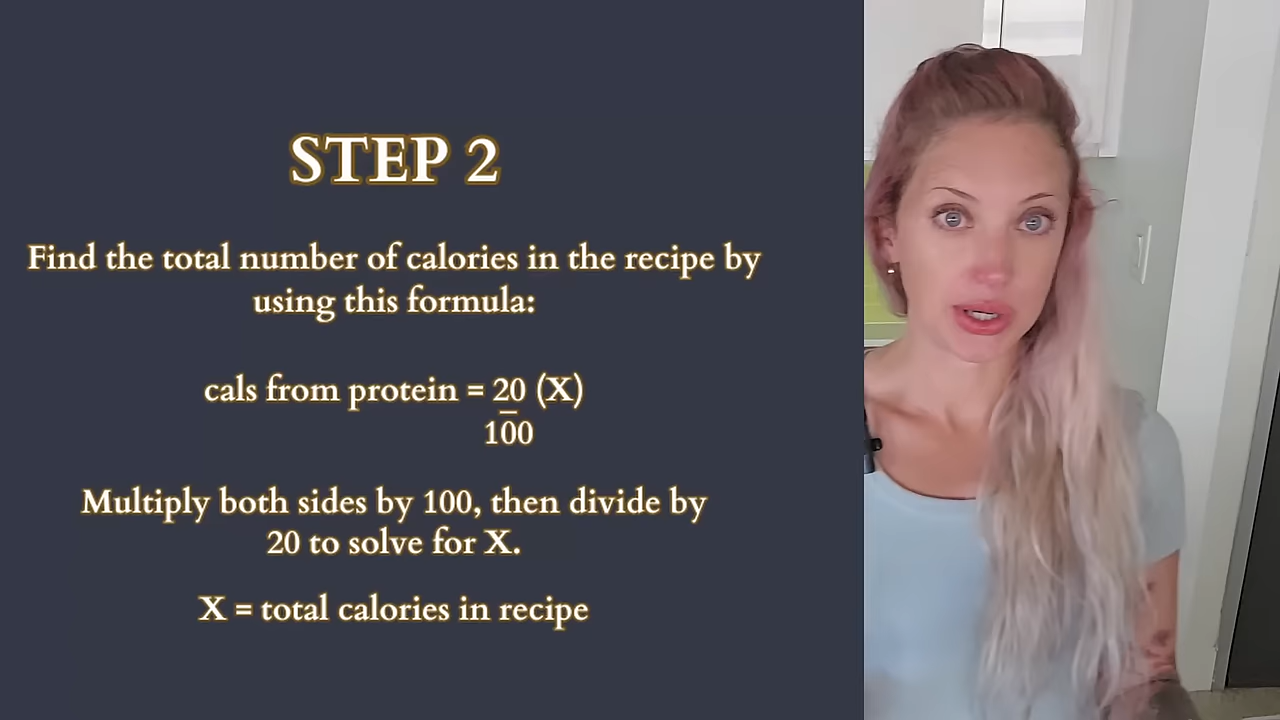 STEP 2
Find the total number of calories in the recipe by
using this formula:
cals from protein = 20 (X)
100
Multiply both sides by 100, then divide by
20 to solve for X.
X = total calories in recipe